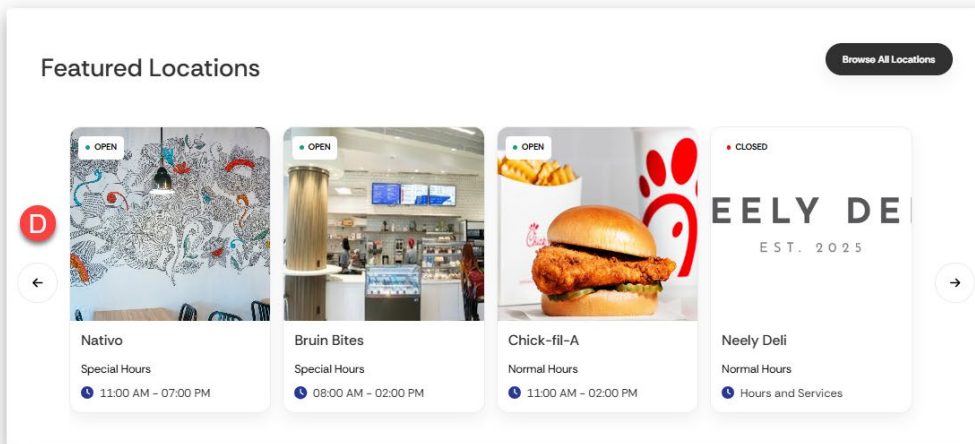 Featured Locations
Browse All Locations
D
OPEN
OPEN
OPEN
CLOSED
EELY DE
EST. 2025
Nativo
Bruin Bites
Chick-fil-A
Neely Deli
Special Hours
Special Hours
Normal Hours
Normal Hours
11:00 AM – 07:00 PM
08:00 AM – 02:00 PM
11:00 AM – 02:00 PM
Hours and Services